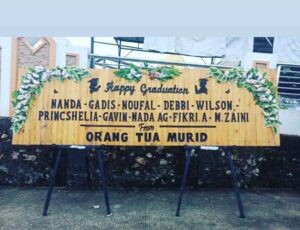 Happy Graduation
NANDA - GADIS - NOUFAL - DEBBI - WILSON -
PRINCSHELIA - GAVIN - NADA AG - FIKRI. A - M. ZAINI
From
ORANG TUA MURID